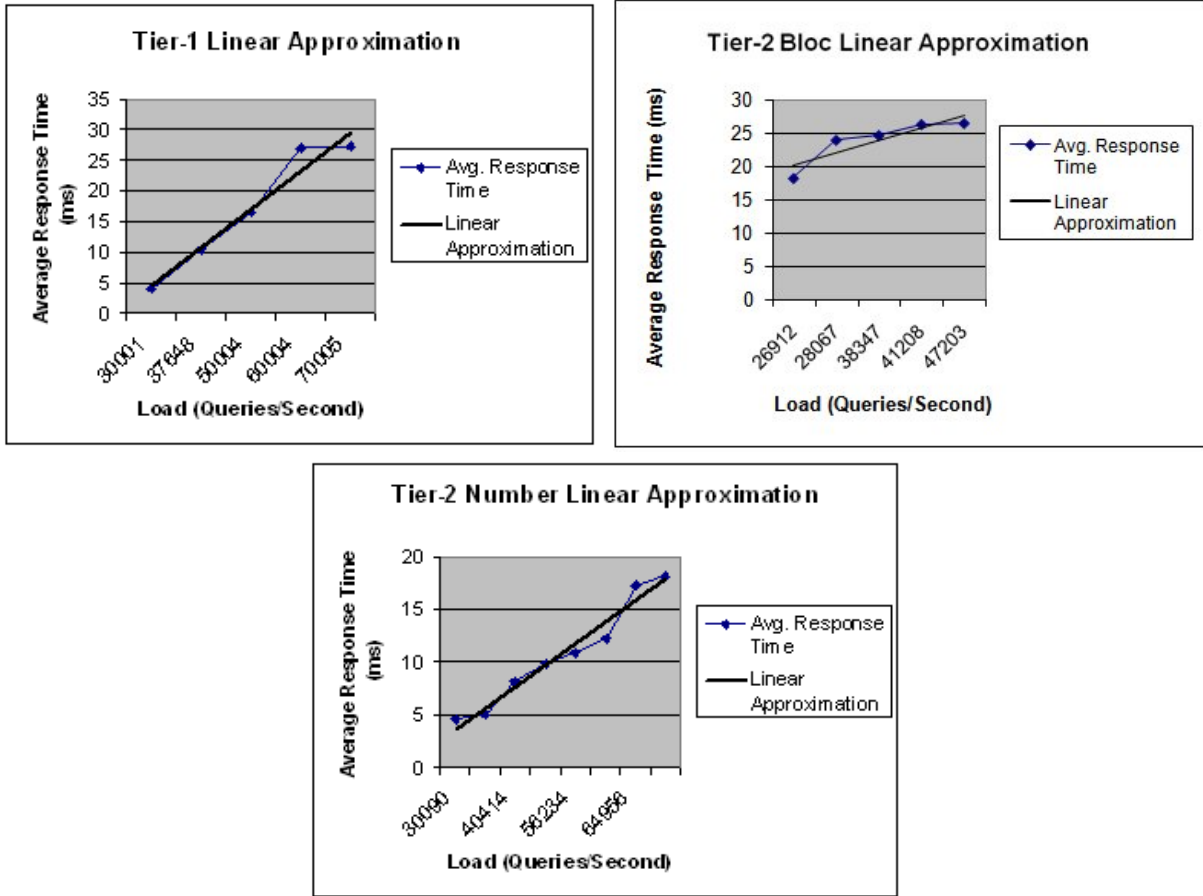 Tier-1 Linear Approximation
Average Response Time
(ms)
35
30
25
20
15
10
5
0
30001
37648
50004
60004
70005
Load (Queries/Second)
Avg. Response
Time
Linear
Approximation
Tier-2 Bloc Linear Approximation
Average Response Time (ms)
30
25
20
15
10
5
0
26912
28067
38347
41208
47203
Load (Queries/Second)
Avg. Response
Time
Linear
Approximation
Tier-2 Number Linear Approximation
Average Response Time
(ms)
20
15
10
5
0
30090
40414
56234
64956
Load (Queries/Second)
Avg. Response
Time
Linear
Approximation